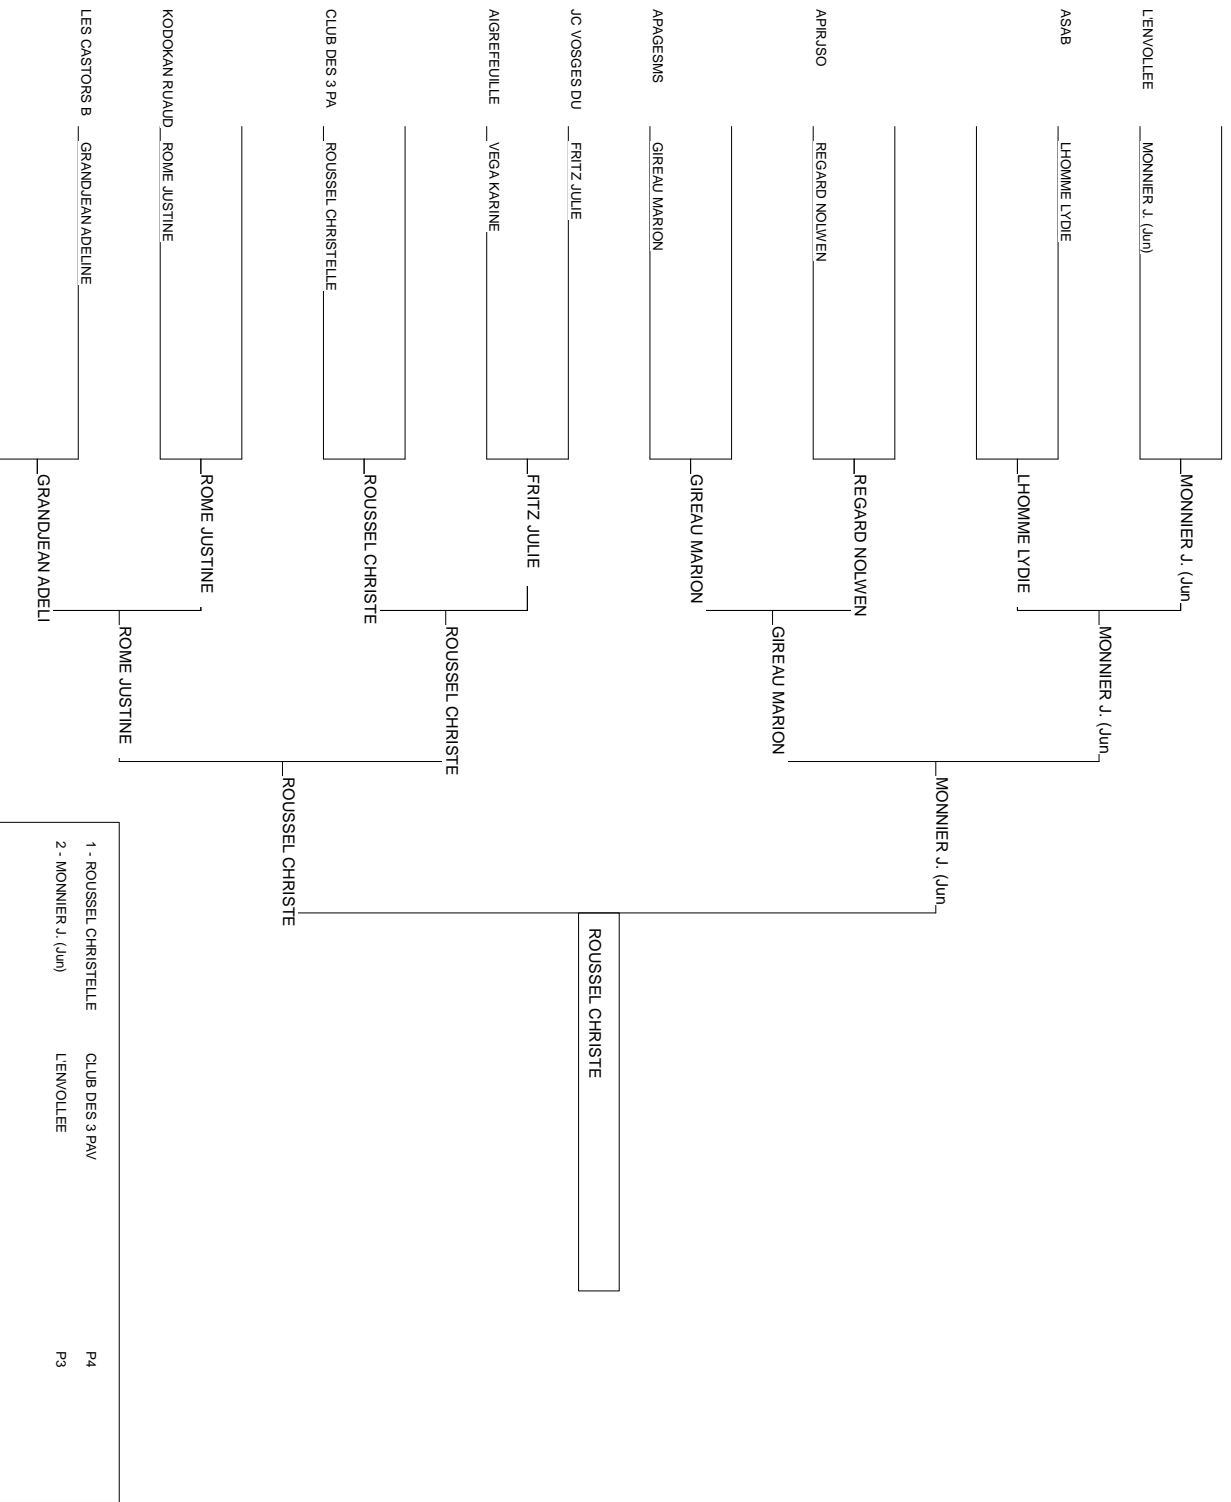 L'ENVOLLEE MONNIER J. (Jun)
ASAB LHOMME LYDIE
APIRJSO REGARD NOLWEN
APAGESMS GIREAU MARION
JC VOSGES DU FRITZ JULIE
AIGREFEUILLE VEGA KARINE
CLUB DES 3 PA ROUSSEL CHRISTELLE
KODOKAN RUAUD ROME JUSTINE
LES CASTORS B GRANDJEAN ADELINE
MONNIER J. (Jun
LHOMME LYDIE
REGARD NOLWEN
GIREAU MARION
FRITZ JULIE
ROUSSEL CHRISTE
ROME JUSTINE
GRANDJEAN ADELI
MONNIER J. (Jun
GIREAU MARION
ROUSSEL CHRISTE
ROME JUSTINE
MONNIER J. (Jun
ROUSSEL CHRISTE
ROUSSEL CHRISTE
1 - ROUSSEL CHRISTELLE CLUB DES 3 PAV P4
2 - MONNIER J. (Jun) L'ENVOLLEE P3